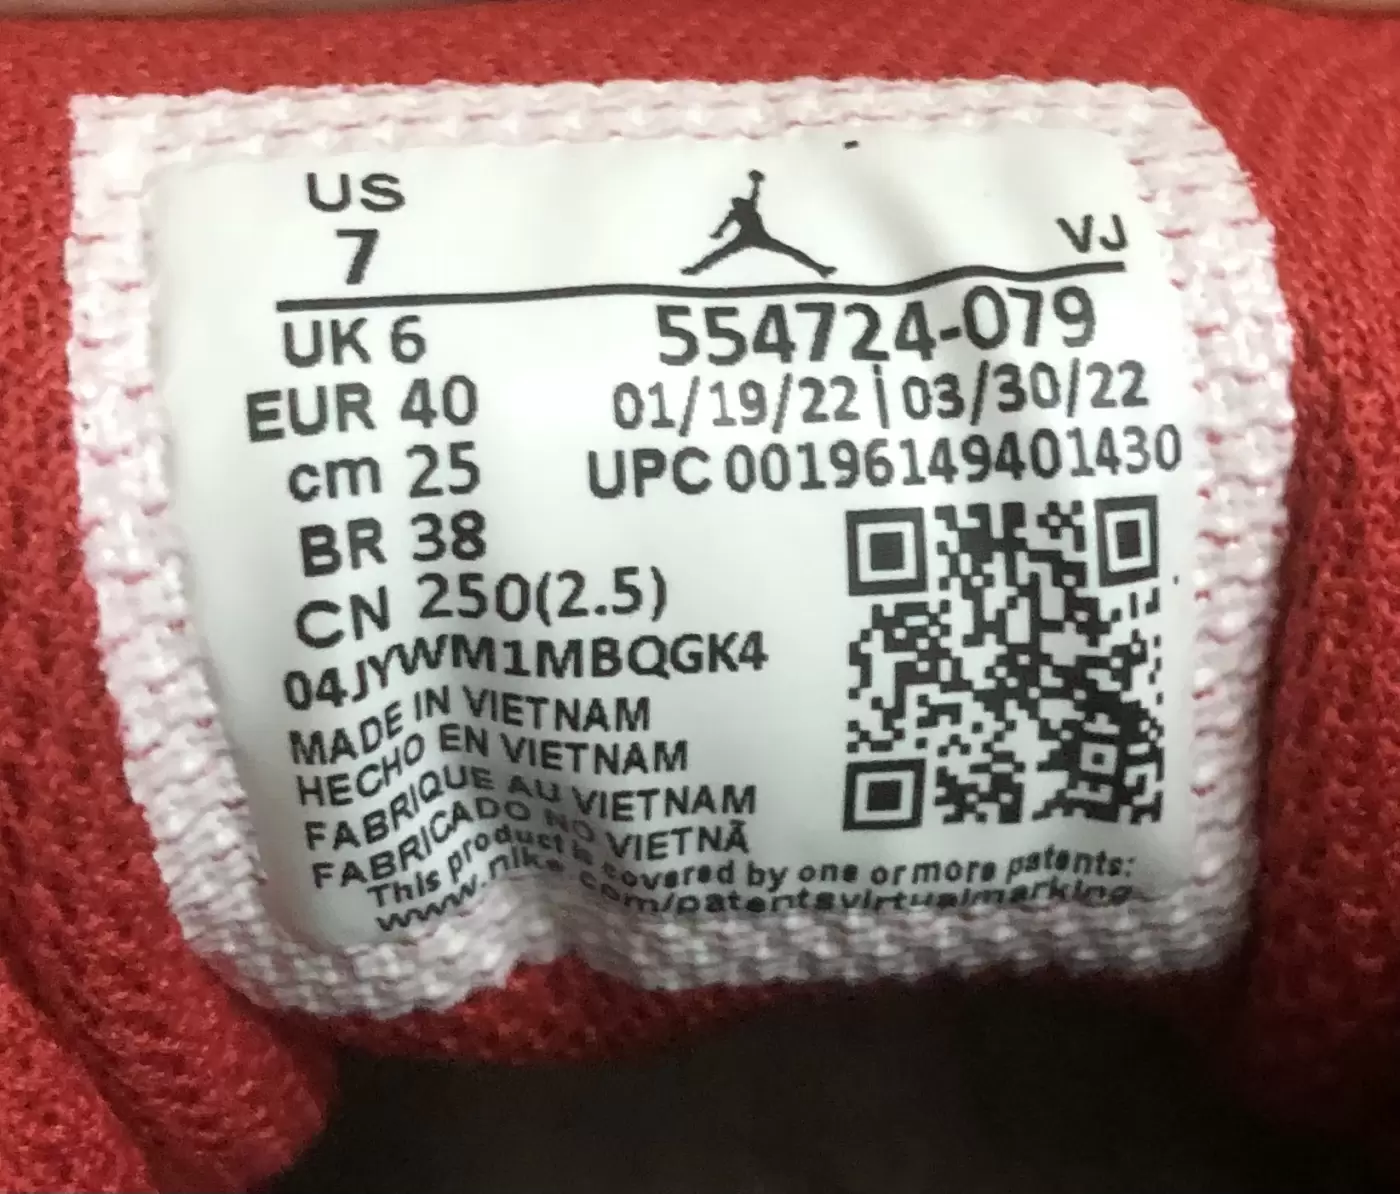 US
7
VJ
UK 6
554724-079
EUR 40
01/19/22 | 03/30/22
cm 25
UPC 00196149401430
BR 38
CN 250(2.5)
04JYWM1MBQGK4
MADE IN VIETNAM
HECHO EN VIETNAM
FABRIQUE AU VIETNAM
FABRICADO NO VIETNÃ
This product is covered by one or more patents:
www.nike.com/patentsvirtualmarking